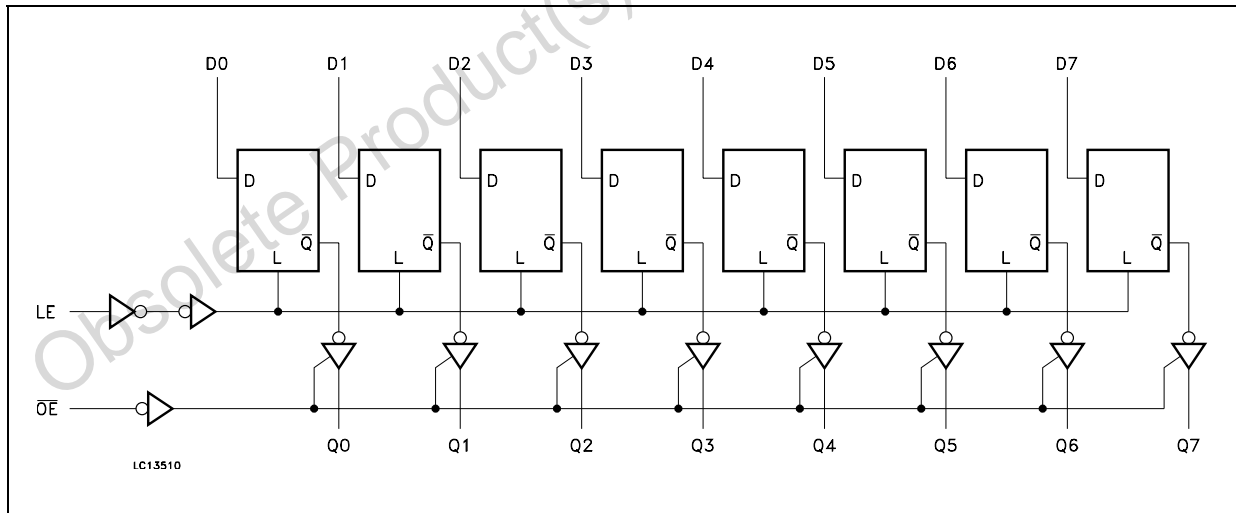 Obsolete Product(s)
D0 D1 D2 D3 D4 D5 D6 D7
D D D D D D D D
Q̅ Q̅ Q̅ Q̅ Q̅ Q̅ Q̅ Q̅
L L L L L L L L
LE
O̅E̅
Q0 Q1 Q2 Q3 Q4 Q5 Q6 Q7
LC13510